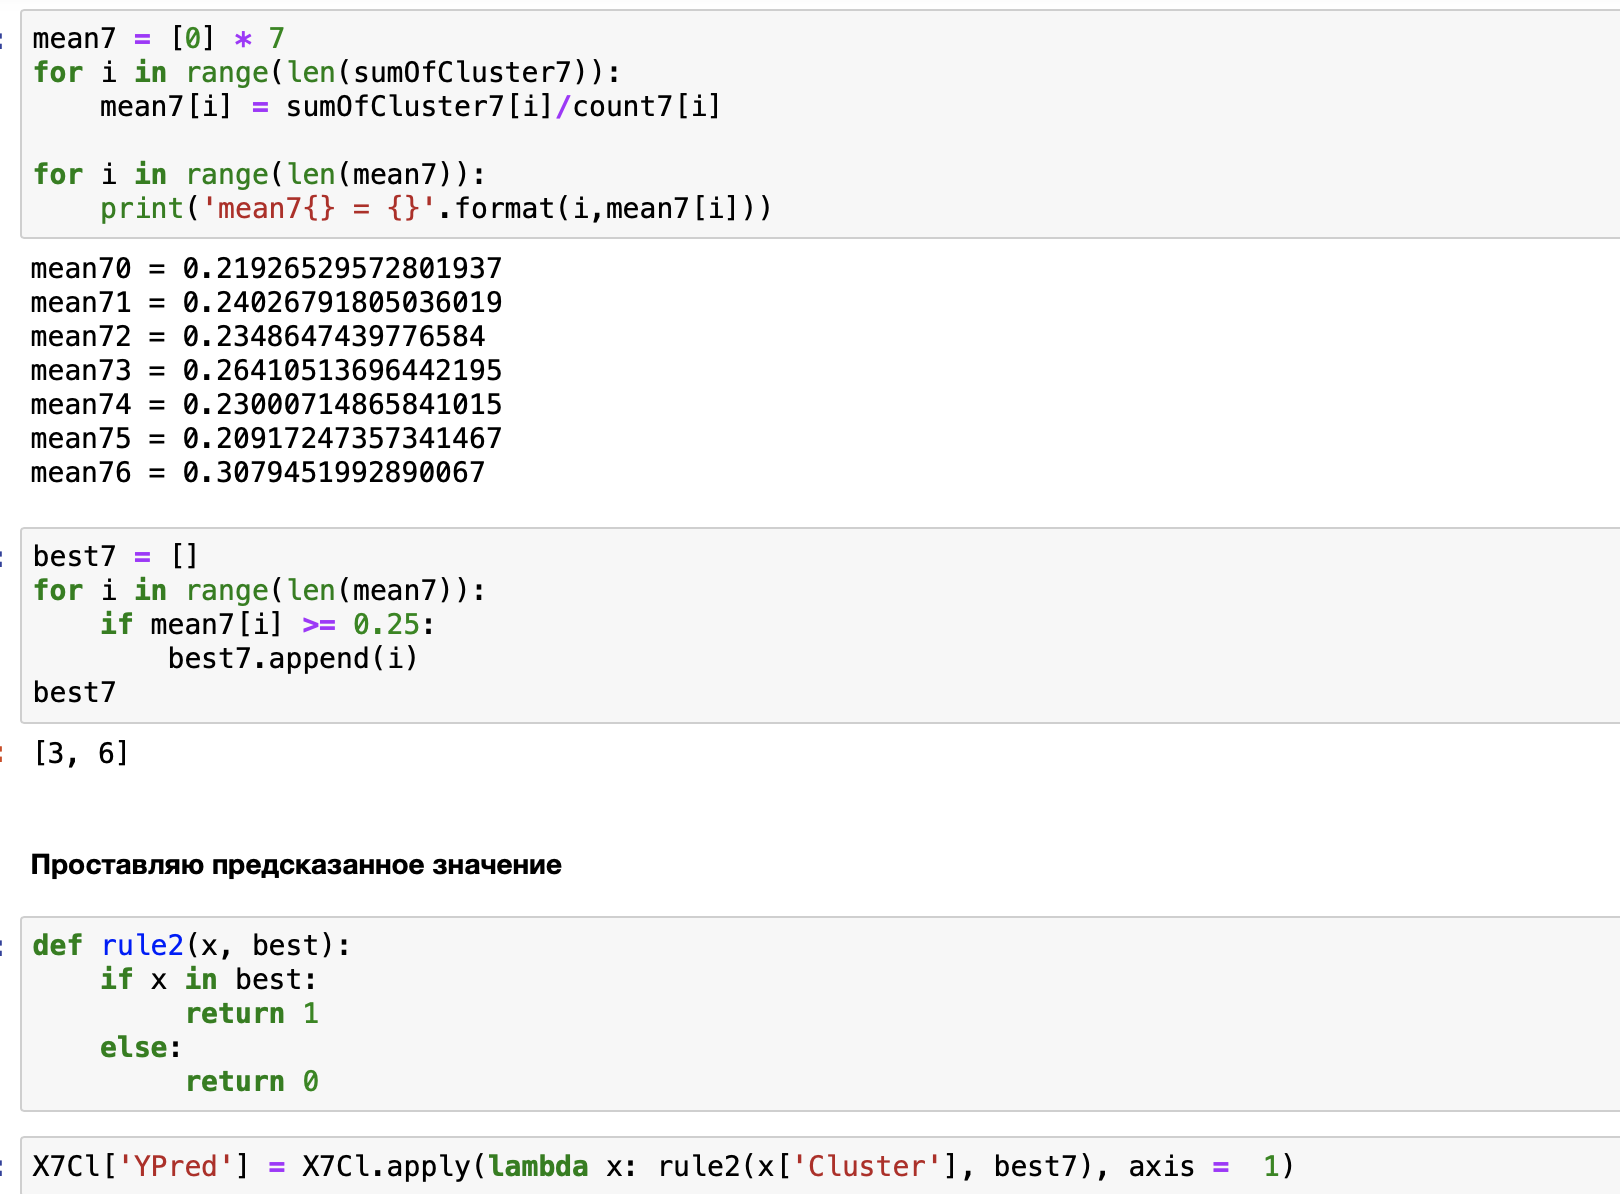 mean7 = [0] * 7
for i in range(len(sumOfCluster7)):
    mean7[i] = sumOfCluster7[i]/count7[i]
for i in range(len(mean7)):
    print('mean7{} = {}'.format(i,mean7[i]))
mean70 = 0.21926529572801937
mean71 = 0.24026791805036019
mean72 = 0.2348647439776584
mean73 = 0.26410513696442195
mean74 = 0.23000714865841015
mean75 = 0.20917247357341467
mean76 = 0.3079451992890067
best7 = []
for i in range(len(mean7)):
    if mean7[i] >= 0.25:
        best7.append(i)
best7
[3, 6]
Проставляю предсказанное значение
def rule2(x, best):
    if x in best:
         return 1
    else:
         return 0
X7Cl['YPred'] = X7Cl.apply(lambda x: rule2(x['Cluster'], best7), axis =  1)